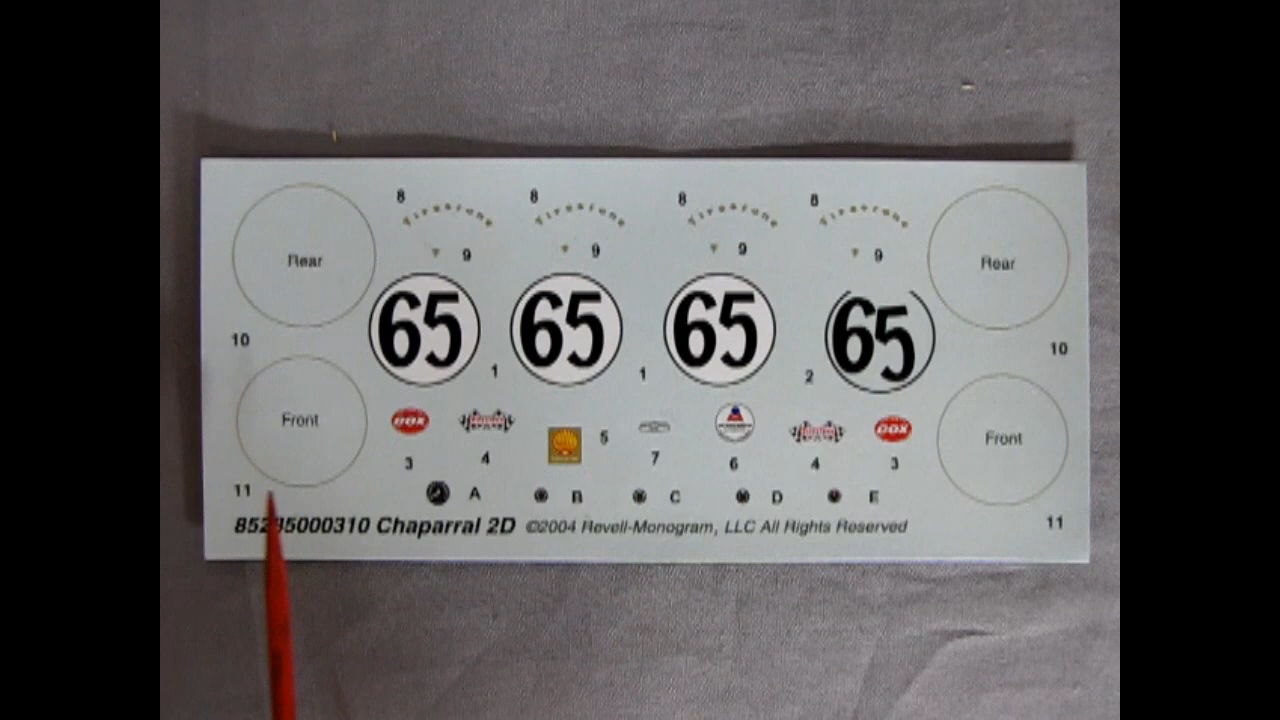 8 8 8 8
Firestone Firestone Firestone Firestone
Rear 9 9 9 9 Rear
65 65 65 65
10 1 1 2 10
Front COX Front
3 4 5 7 6 4 3
11 A B C D E
85 5000310 Chaparral 2D ©2004 Revell-Monogram, LLC All Rights Reserved 11